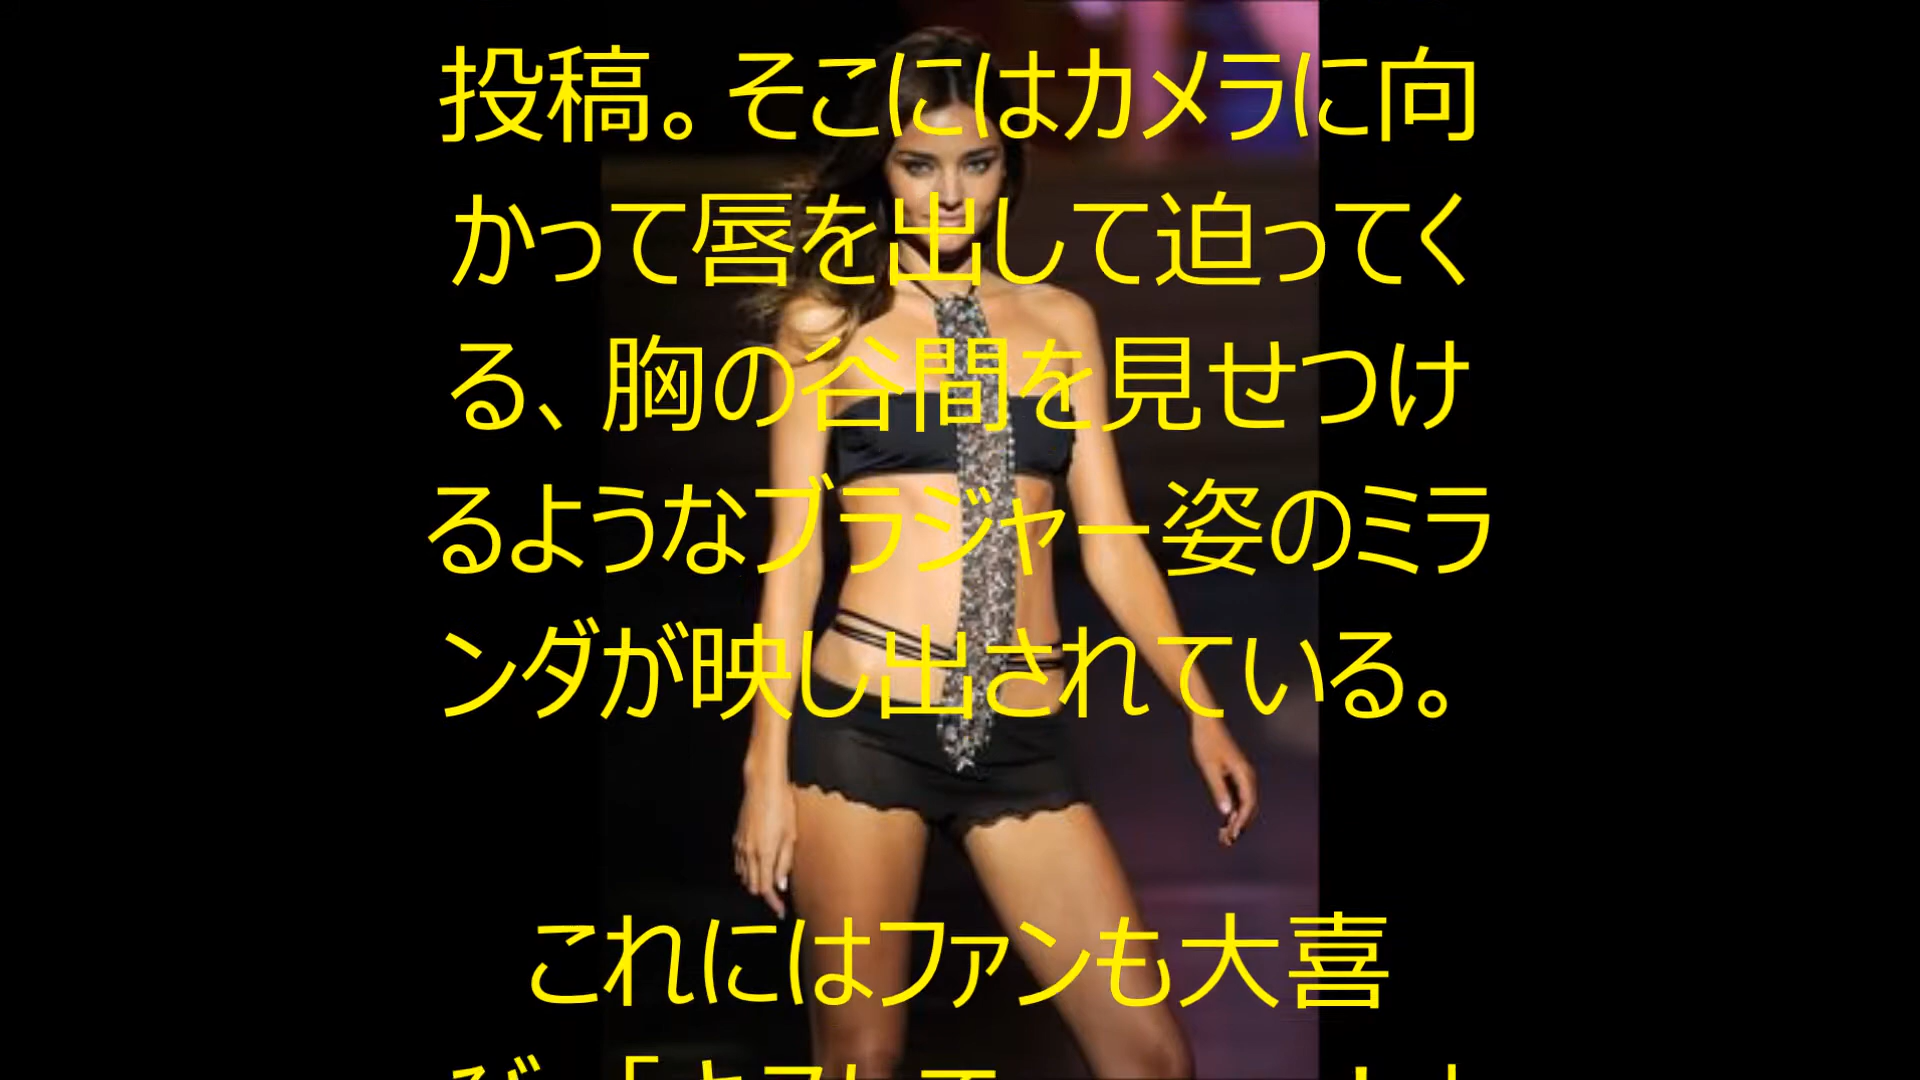 投稿。そこにはカメラに向
かって唇を出して迫ってく
る、胸の谷間を見せつけ
るようなブラジャー姿のミラ
ンダが映し出されている。
これにはファンも大喜